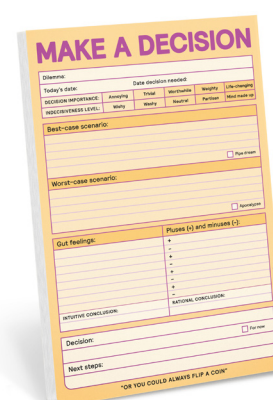 MAKE A DECISION
Dilemma:
Today's date: Date decision needed:
DECISION IMPORTANCE: Annoying Trivial Worthwhile Weighty Life-changing
INDECISIVENESS LEVEL: Wishy Washy Neutral Partisan Mind made up
Best-case scenario:
Pipe dream
Worst-case scenario:
Apocalypse
Gut feelings: Pluses (+) and minuses (–):
+
–
+
–
+
–
+
–
INTUITIVE CONCLUSION: RATIONAL CONCLUSION:
Decision: For now
Next steps:
"OR YOU COULD ALWAYS FLIP A COIN"